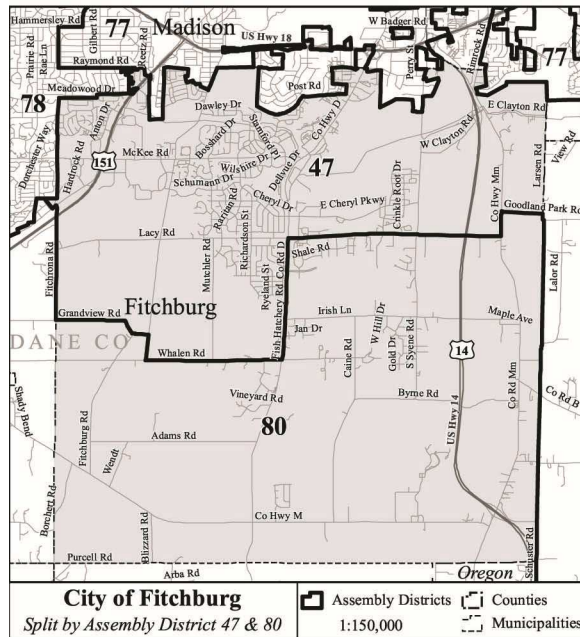 Hammersley Rd
77
Gilbert Rd
Reetz Rd
Madison
US Hwy 18
W Badger Rd
Perry St
Rimrock Rd
77
Prairie Rd
Rae Ln
Raymond Rd
Meadowood Dr
78
Post Rd
Dorchester Way
Anton Dr
Hardrock Rd
151
Dawley Dr
Co Hwy D
E Clayton Rd
Bosshard Dr
Stamford Pl
W Clayton Rd
McKee Rd
Wilshire Dr
Dellvue Dr
47
Larsen Rd
View Rd
Schumann Dr
Cheryl Dr
E Cheryl Pkwy
Crinkle Root Dr
Co Hwy Mm
Goodland Park Rd
Raritan Rd
Richardson St
Lacy Rd
Mutchler Rd
Shale Rd
Fitchrona Rd
Ryeland St
Fish Hatchery Rd
Co Rd D
Lalor Rd
Fitchburg
Grandview Rd
Irish Ln
Maple Ave
DANE CO
Jan Dr
W Hill Dr
Whalen Rd
Caine Rd
Gold Dr
S Syene Rd
14
Co Rd Mm
Shady Bend
Vineyard Rd
Byrne Rd
Co Rd B
80
US Hwy 14
Fitchburg Rd
Adams Rd
Wendt
Borchert Rd
Blizzard Rd
Co Hwy M
Purcell Rd
Arba Rd
Oregon
Schuster Rd
City of Fitchburg
Split by Assembly District 47 & 80
Assembly Districts
Counties
1:150,000
Municipalities